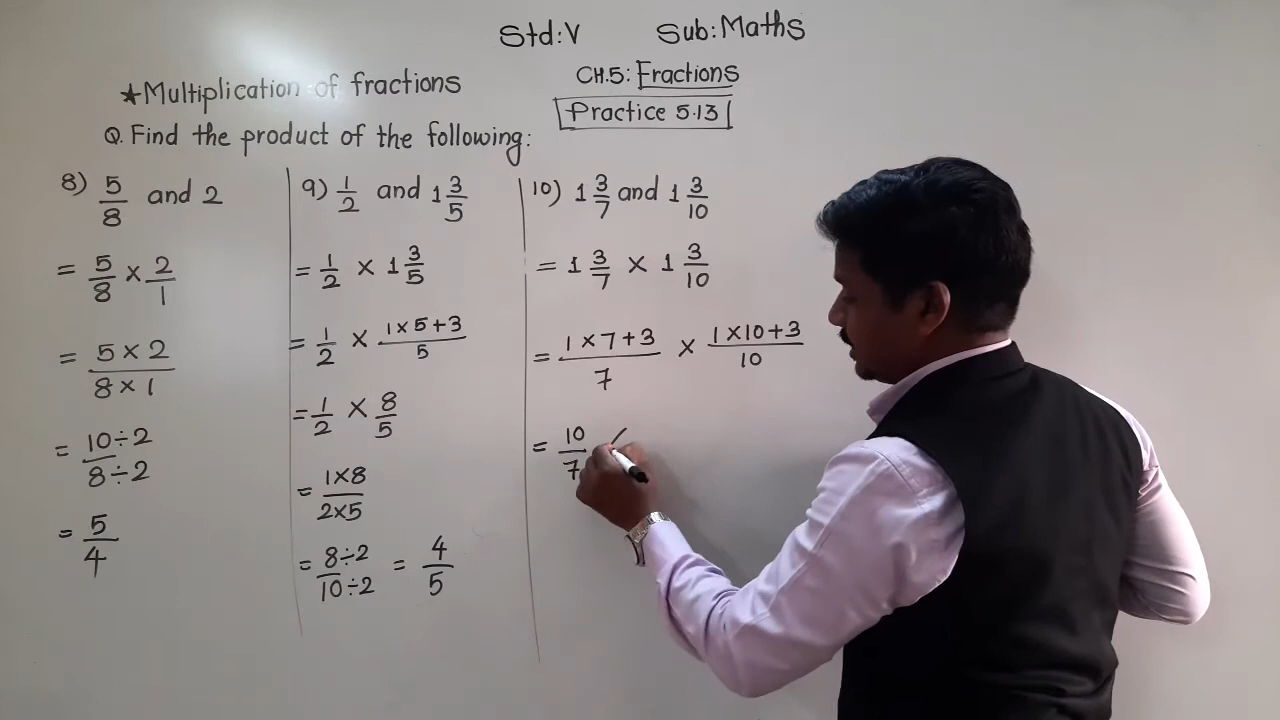 Std:V Sub:Maths
CH.5: Fractions
Practice 5.13
★Multiplication of fractions
Q. Find the product of the following:
8) 5/8 and 2
= 5/8 × 2/1
= 5 × 2 / 8 × 1
= 10÷2 / 8÷2
= 5/4
9) 1/2 and 1 3/5
= 1/2 × 1 3/5
= 1/2 × 1×5+3 / 5
= 1/2 × 8/5
= 1×8 / 2×5
= 8÷2 / 10÷2 = 4/5
10) 1 3/7 and 1 3/10
= 1 3/7 × 1 3/10
= 1×7+3 / 7 × 1×10+3 / 10
= 10/7